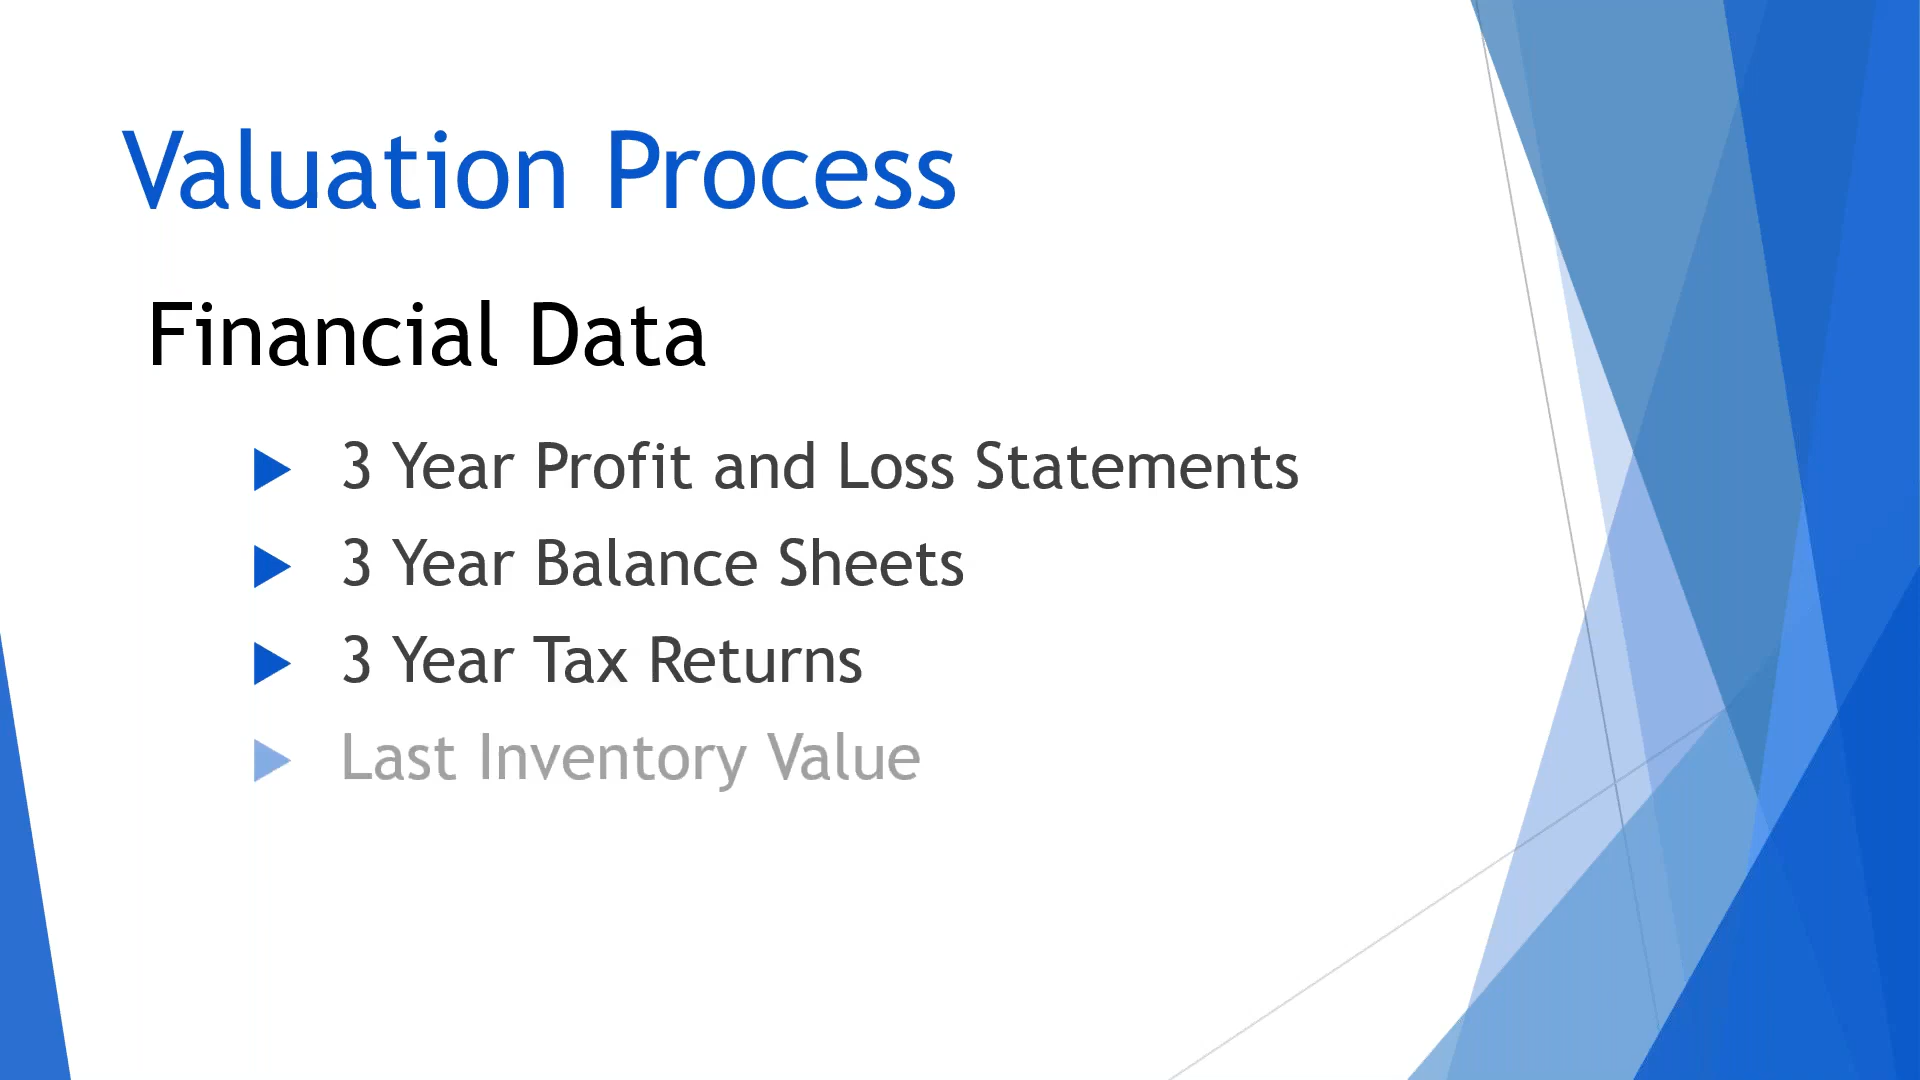 Valuation Process
Financial Data
3 Year Profit and Loss Statements
3 Year Balance Sheets
3 Year Tax Returns
Last Inventory Value